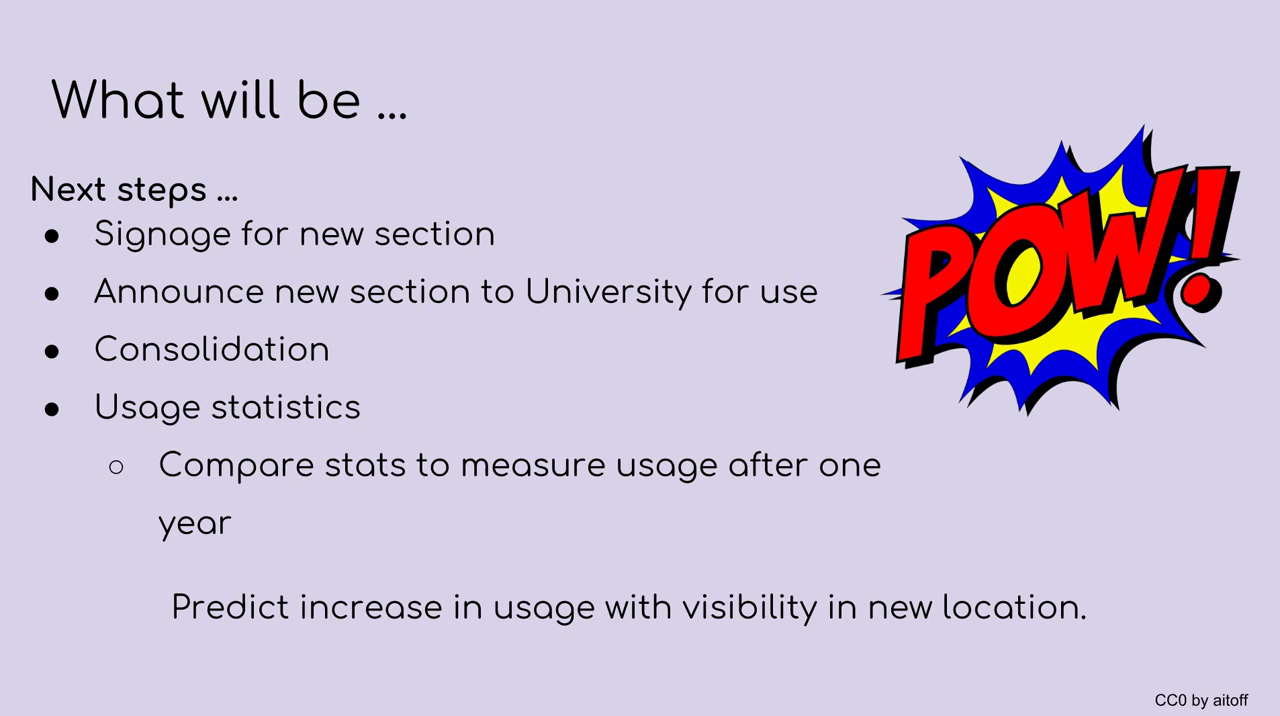 What will be ...
Next steps ...
● Signage for new section
● Announce new section to University for use
● Consolidation
● Usage statistics
○ Compare stats to measure usage after one
year
Predict increase in usage with visibility in new location.
POW!
CC0 by aitoff